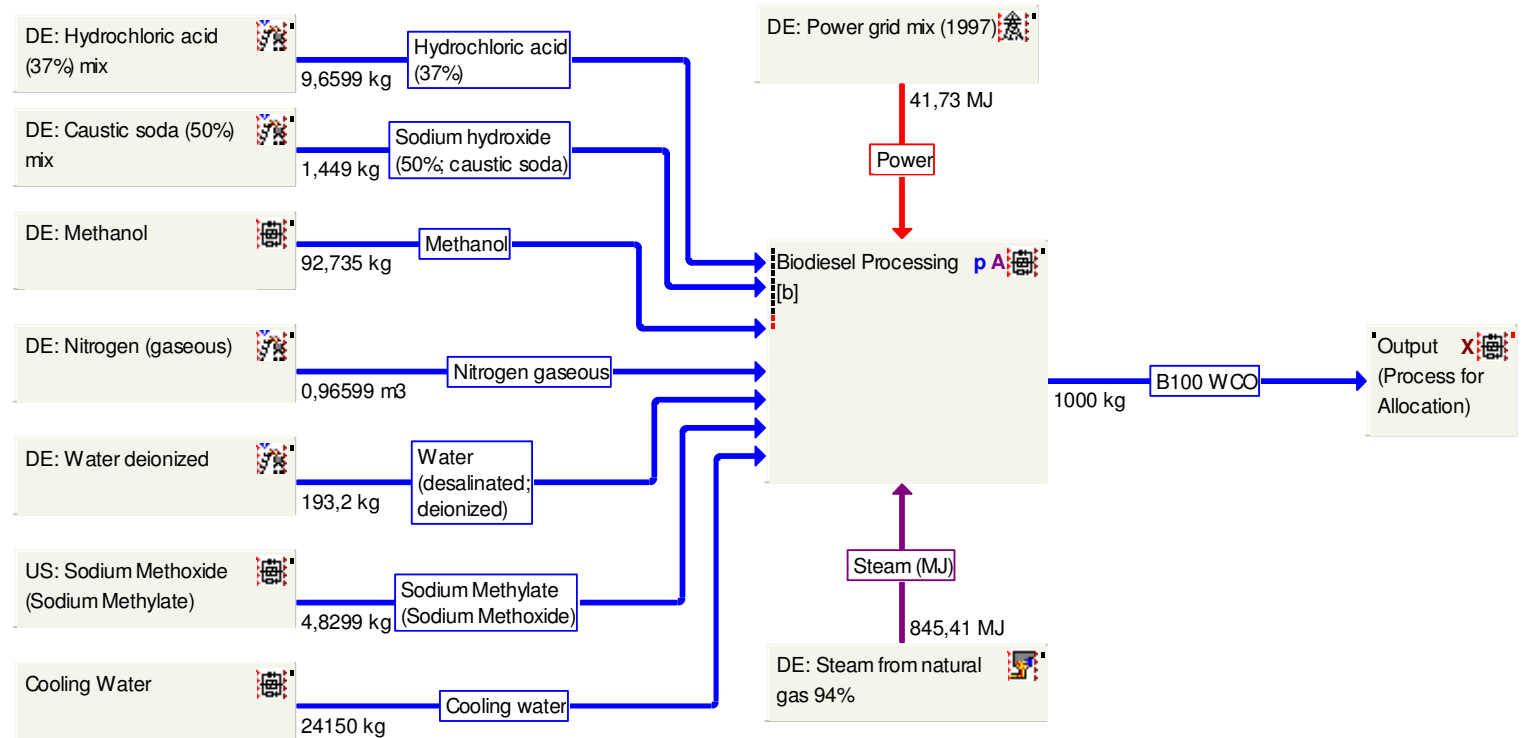 DE: Hydrochloric acid
(37%) mix
9,6599 kg
Hydrochloric acid
(37%)
DE: Power grid mix (1997)
41,73 MJ
Power
DE: Caustic soda (50%)
mix
1,449 kg
Sodium hydroxide
(50%; caustic soda)
DE: Methanol
92,735 kg
Methanol
DE: Nitrogen (gaseous)
0,96599 m3
Nitrogen gaseous
DE: Water deionized
193,2 kg
Water
(desalinated;
deionized)
US: Sodium Methoxide
(Sodium Methylate)
4,8299 kg
Sodium Methylate
(Sodium Methoxide)
Cooling Water
24150 kg
Cooling water
Biodiesel Processing p A
[b]
Steam (MJ)
845,41 MJ
DE: Steam from natural
gas 94%
1000 kg
B100 WCO
Output X
(Process for
Allocation)